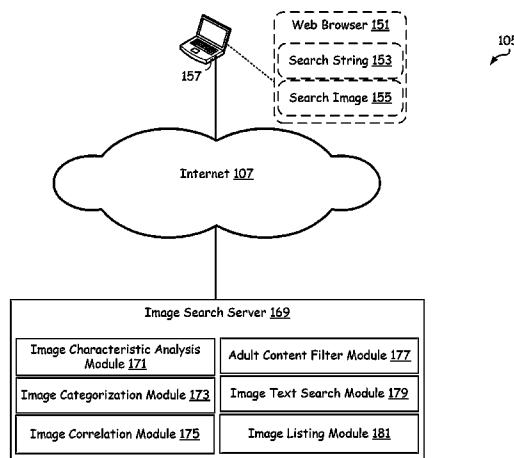 Web Browser 151
105
Search String 153
157
Search Image 155
Internet 107
Image Search Server 169
Image Characteristic Analysis
Module 171
Adult Content Filter Module 177
Image Categorization Module 173
Image Text Search Module 179
Image Correlation Module 175
Image Listing Module 181